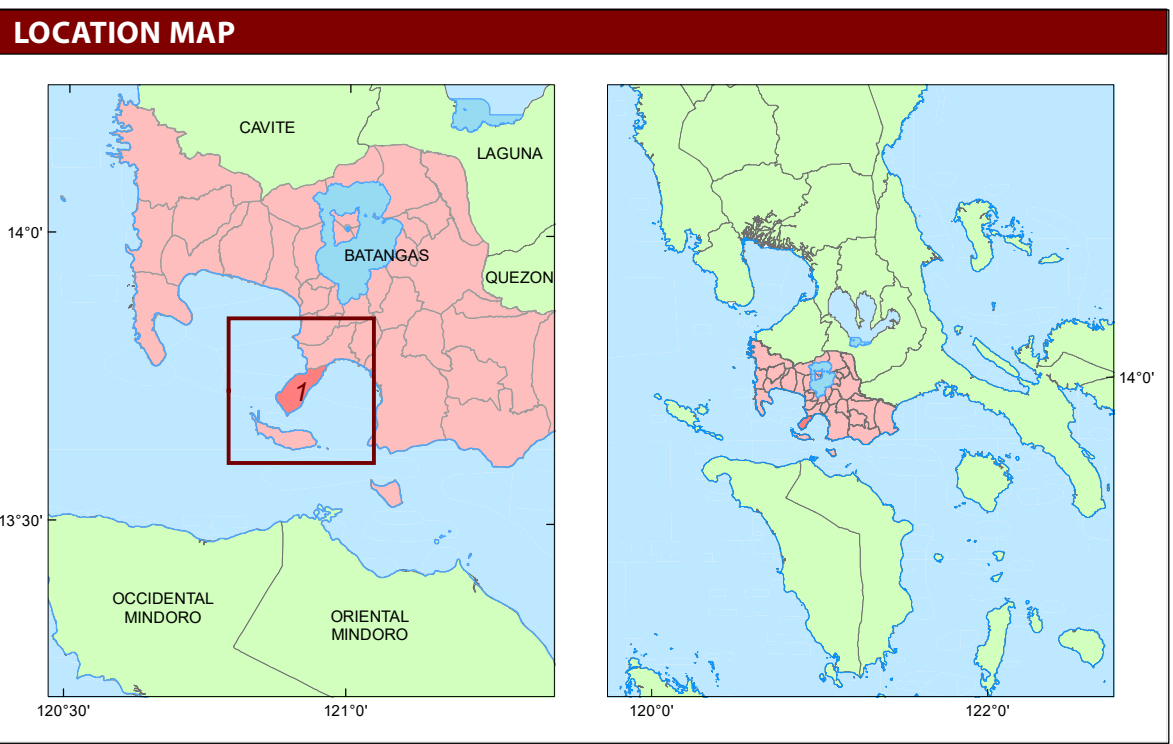 LOCATION MAP
CAVITE
LAGUNA
14°0'
BATANGAS
QUEZON
1
13°30'
OCCIDENTAL
MINDORO
ORIENTAL
MINDORO
120°30'
121°0'
14°0'
120°0'
122°0'